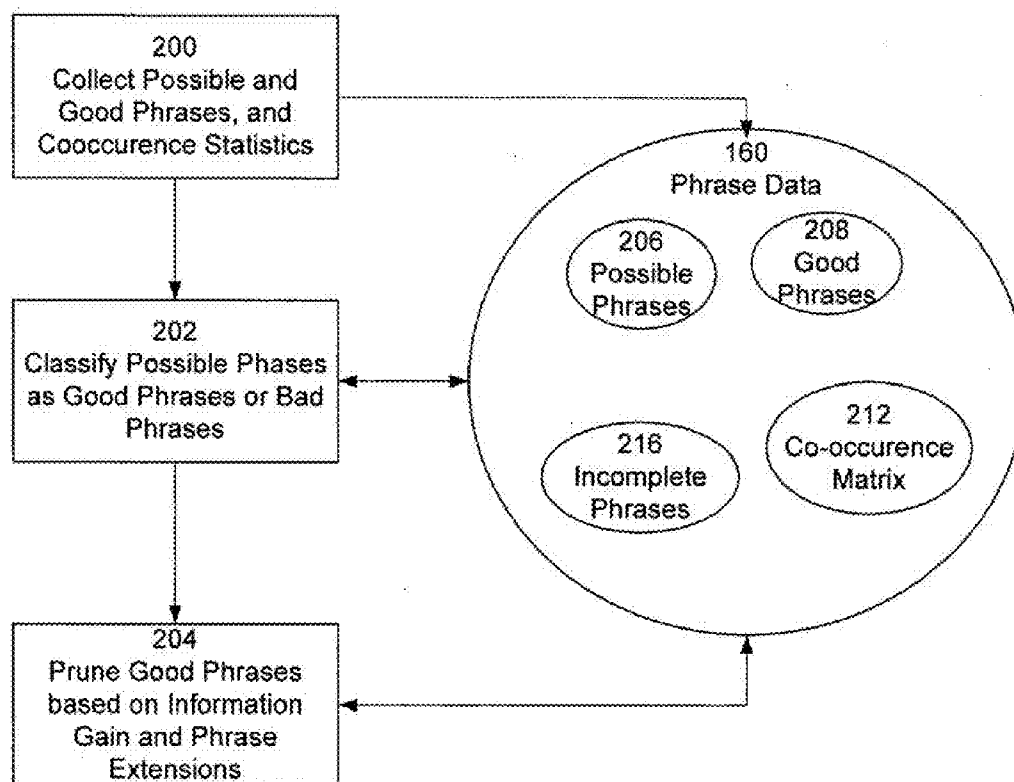 200
Collect Possible and
Good Phrases, and
Cooccurence Statistics
160
Phrase Data
206
Possible
Phrases
208
Good
Phrases
202
Classify Possible Phases
as Good Phrases or Bad
Phrases
216
Incomplete
Phrases
212
Co-occurence
Matrix
204
Prune Good Phrases
based on Information
Gain and Phrase
Extensions